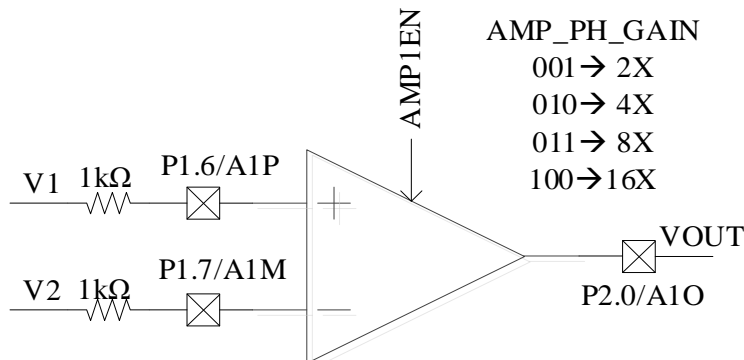 AMP_PH_GAIN
001→ 2X
010→ 4X
011→ 8X
100→16X
AMP1EN
V1
1kΩ
P1.6/A1P
+
V2
1kΩ
P1.7/A1M
−
VOUT
P2.0/A1O